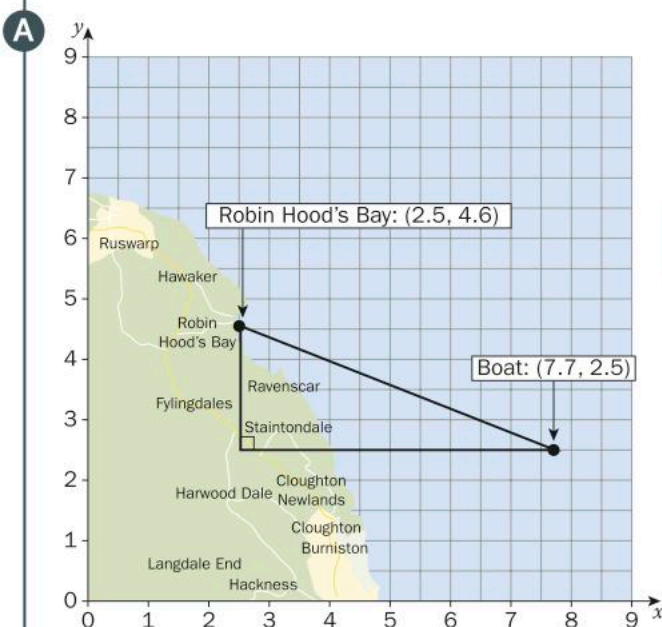 A
y
9
8
7
6
5
4
3
2
1
0
Robin Hood's Bay: (2.5, 4.6)
Ruswarp
Hawaker
Robin
Hood's Bay
Boat: (7.7, 2.5)
Ravenscar
Fylingdales
Staintondale
Cloughton
Harwood Dale
Newlands
Cloughton
Burniston
Langdale End
Hackness
0 1 2 3 4 5 6 7 8 9 x